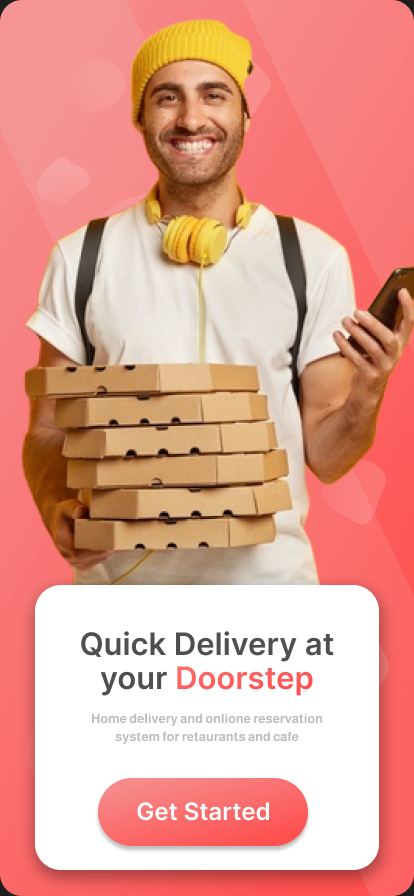 Quick Delivery at
your Doorstep
Home delivery and onlione reservation
system for retaurants and cafe
Get Started